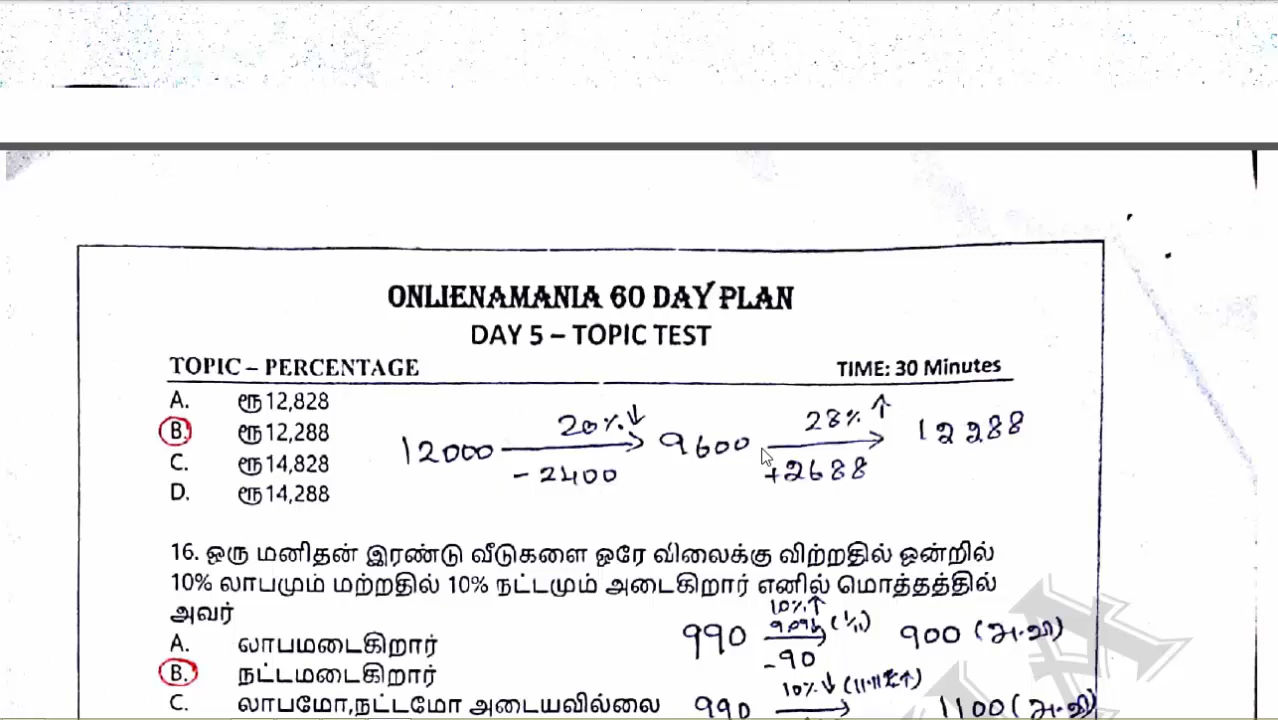 ONLIENAMANIA 60 DAY PLAN
DAY 5 – TOPIC TEST
TOPIC – PERCENTAGE TIME: 30 Minutes
A. ரூ12,828
B. ரூ12,288
C. ரூ14,828
D. ரூ14,288
12000 20%↓ -2400 9600 28%↑ +2688 12288
16. ஒரு மனிதன் இரண்டு வீடுகளை ஒரே விலைக்கு விற்றதில் ஒன்றில்
10% லாபமும் மற்றதில் 10% நட்டமும் அடைகிறார் எனில் மொத்தத்தில்
அவர்
A. லாபமடைகிறார்
B. நட்டமடைகிறார்
C. லாபமோ,நட்டமோ அடையவில்லை
990 10%↑ (1/11) -90 900 (அ.வி)
990 10%↓ 1100 (அ.வி)